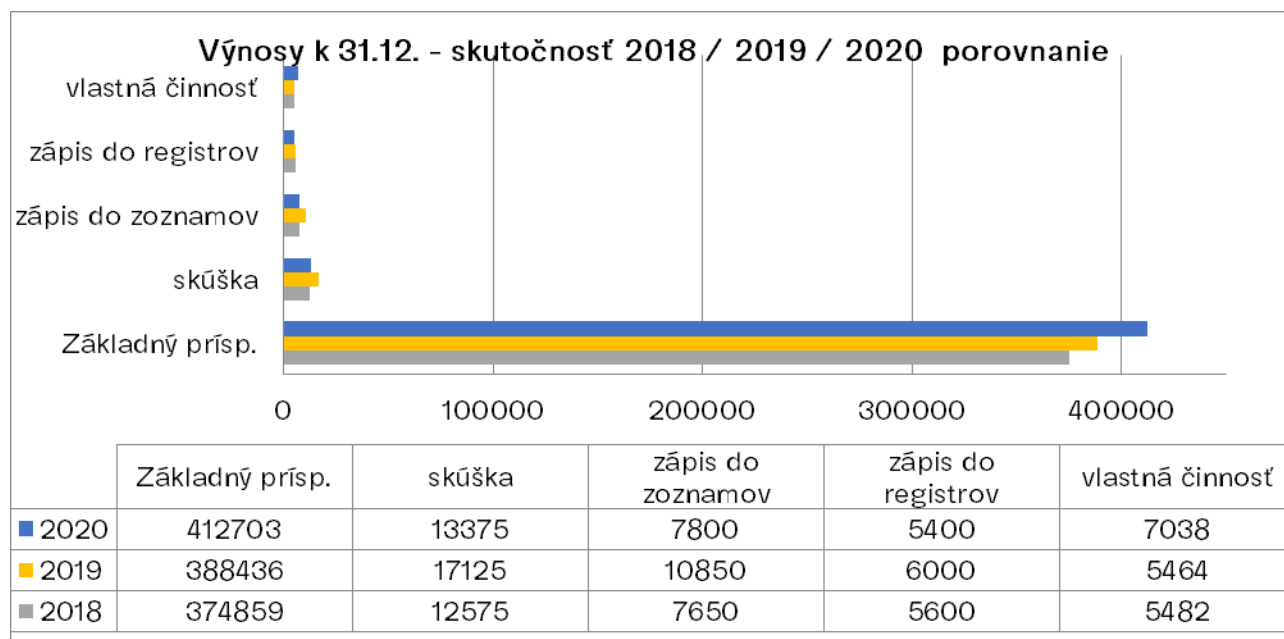 Výnosy k 31.12. - skutočnosť 2018 / 2019 / 2020 porovnanie
vlastná činnosť
zápis do registrov
zápis do zoznamov
skúška
Základný prísp.
0 100000 200000 300000 400000
Základný prísp. skúška zápis do zoznamov zápis do registrov vlastná činnosť
2020 412703 13375 7800 5400 7038
2019 388436 17125 10850 6000 5464
2018 374859 12575 7650 5600 5482